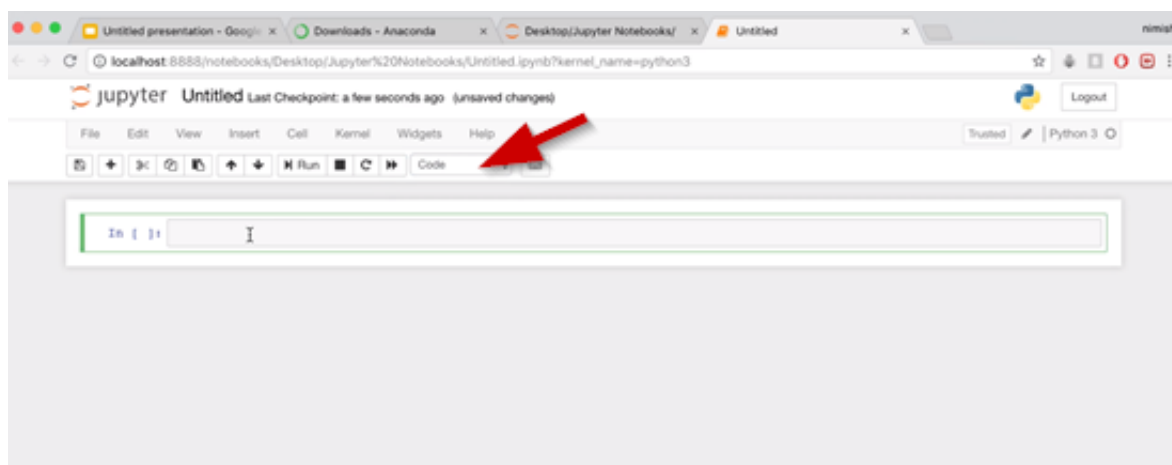 Untitled presentation - Googl
Downloads - Anaconda
Desktop/Jupyter Notebooks/
Untitled
nimish
localhost:8888/notebooks/Desktop/Jupyter%20Notebooks/Untitled.ipynb?kernel_name=python3
jupyter Untitled Last Checkpoint: a few seconds ago (unsaved changes)
Logout
File Edit View Insert Cell Kernel Widgets Help
Trusted
Python 3
Run
Code
In [ ]: